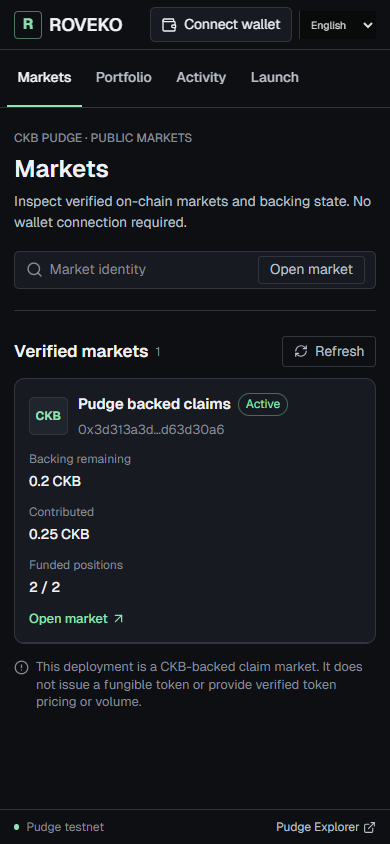 R ROVEKO Connect wallet English
Markets Portfolio Activity Launch
CKB PUDGE · PUBLIC MARKETS
Markets
Inspect verified on-chain markets and backing state. No
wallet connection required.
Market identity Open market
Verified markets 1 Refresh
CKB Pudge backed claims Active
0x3d313a3d…d63d30a6
Backing remaining
0.2 CKB
Contributed
0.25 CKB
Funded positions
2 / 2
Open market
This deployment is a CKB-backed claim market. It does
not issue a fungible token or provide verified token
pricing or volume.
Pudge testnet Pudge Explorer